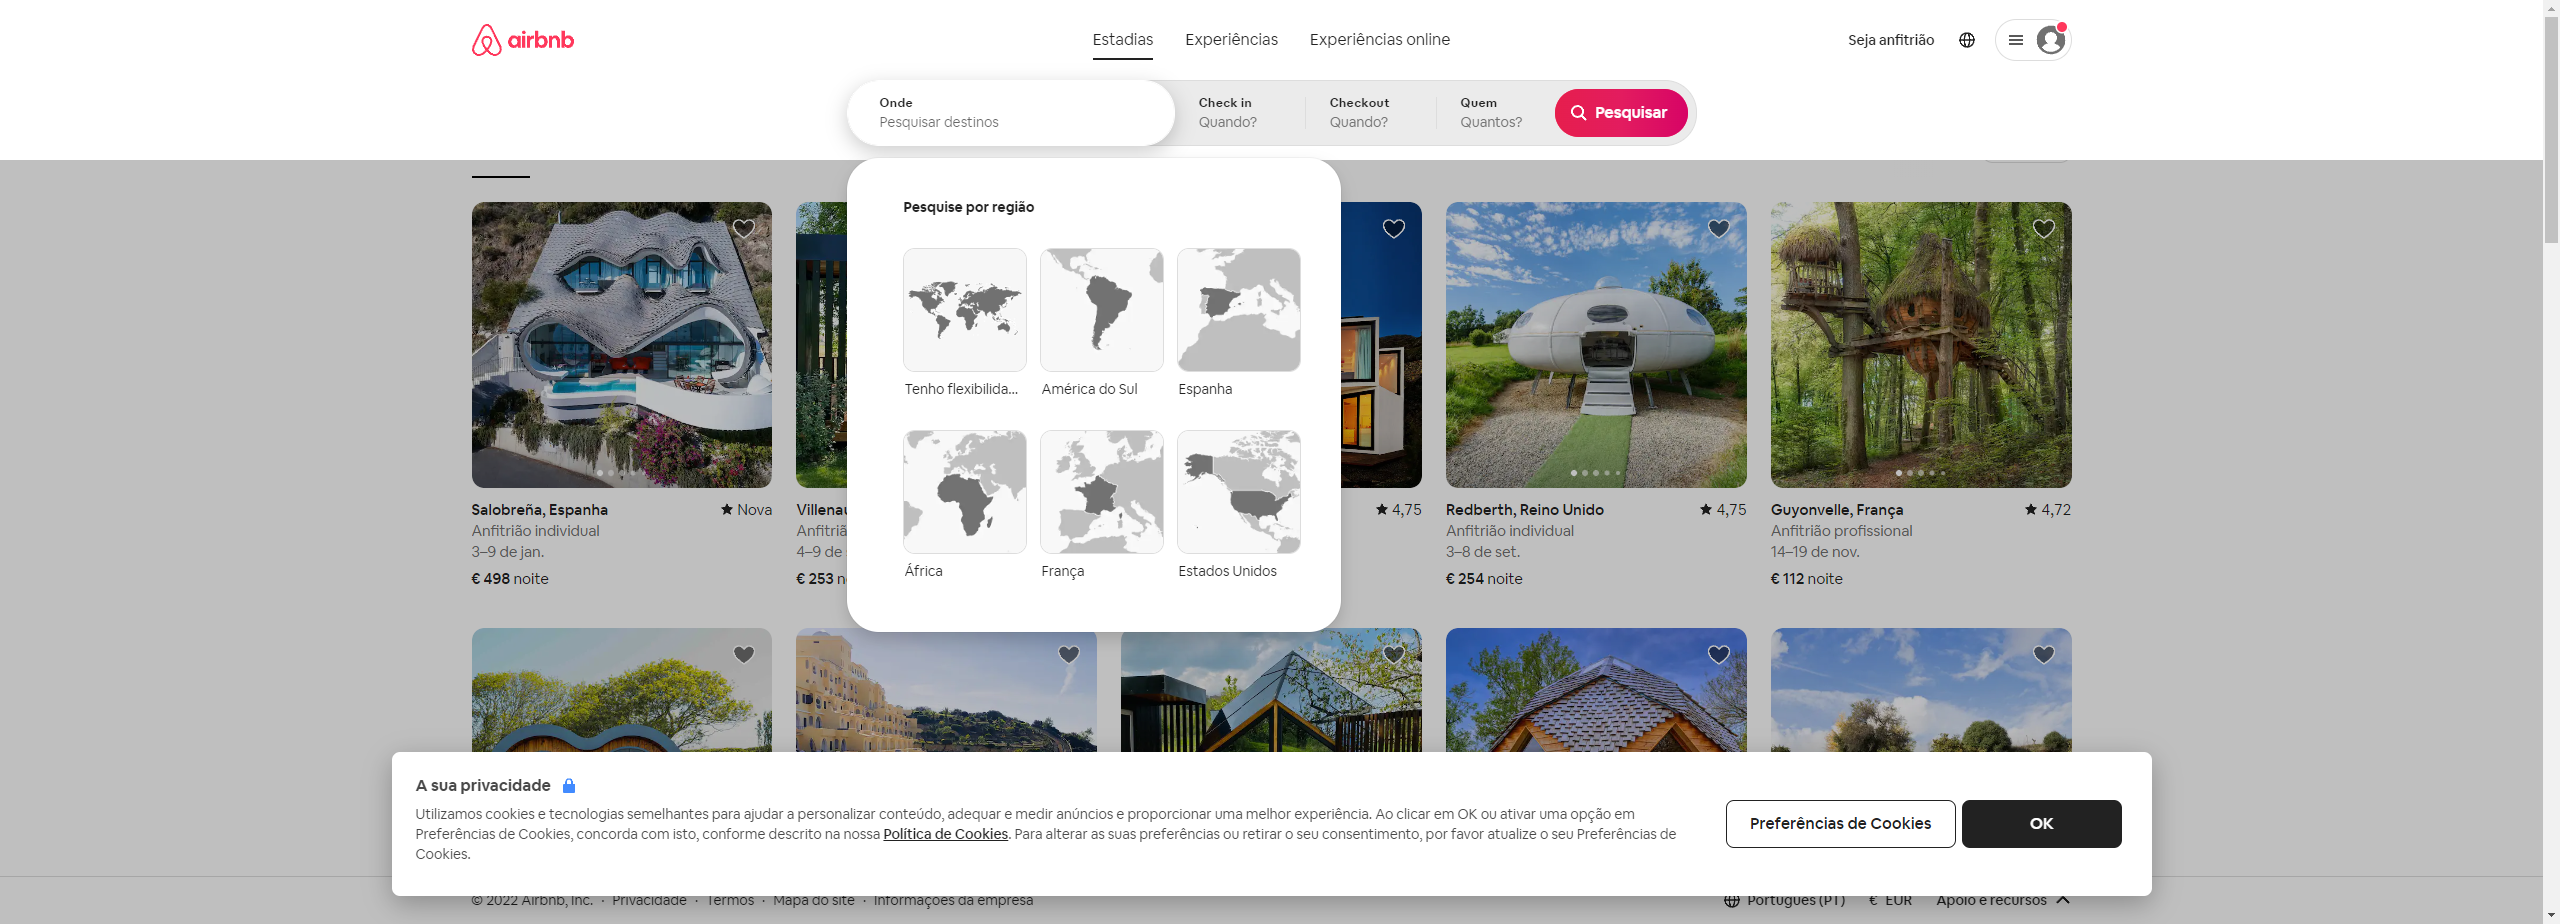 airbnb
Estadias
Experiências
Experiências online
Seja anfitrião
Onde
Pesquisar destinos
Check in
Quando?
Checkout
Quando?
Quem
Quantos?
Pesquisar
Pesquise por região
Tenho flexibilida...
América do Sul
Espanha
África
França
Estados Unidos
Salobreña, Espanha
Nova
Anfitrião individual
3–9 de jan.
€ 498 noite
4–9 de
€ 253
4,75
Redberth, Reino Unido
4,75
Anfitrião individual
3–8 de set.
€ 254 noite
Guyonvelle, França
4,72
Anfitrião profissional
14–19 de nov.
€ 112 noite
A sua privacidade
Utilizamos cookies e tecnologias semelhantes para ajudar a personalizar conteúdo, adequar e medir anúncios e proporcionar uma melhor experiência. Ao clicar em OK ou ativar uma opção em
Preferências de Cookies, concorda com isto, conforme descrito na nossa Política de Cookies. Para alterar as suas preferências ou retirar o seu consentimento, por favor atualize o seu Preferências de
Cookies.
Preferências de Cookies
OK
© 2022 Airbnb, Inc. · Privacidade · Termos · Mapa do site · Informações da empresa
Português (PT)
€ EUR
Apoio e recursos